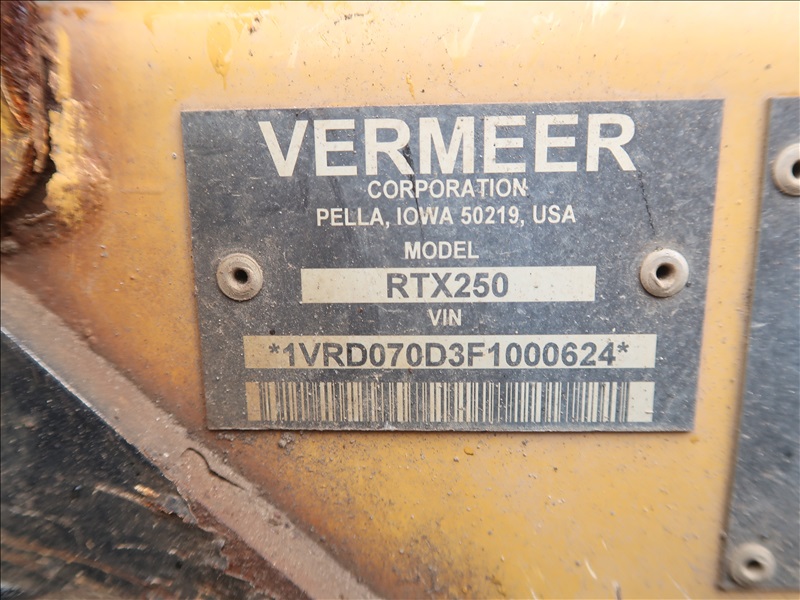 VERMEER
CORPORATION
PELLA, IOWA 50219, USA
MODEL
RTX250
VIN
*1VRD070D3F1000624*